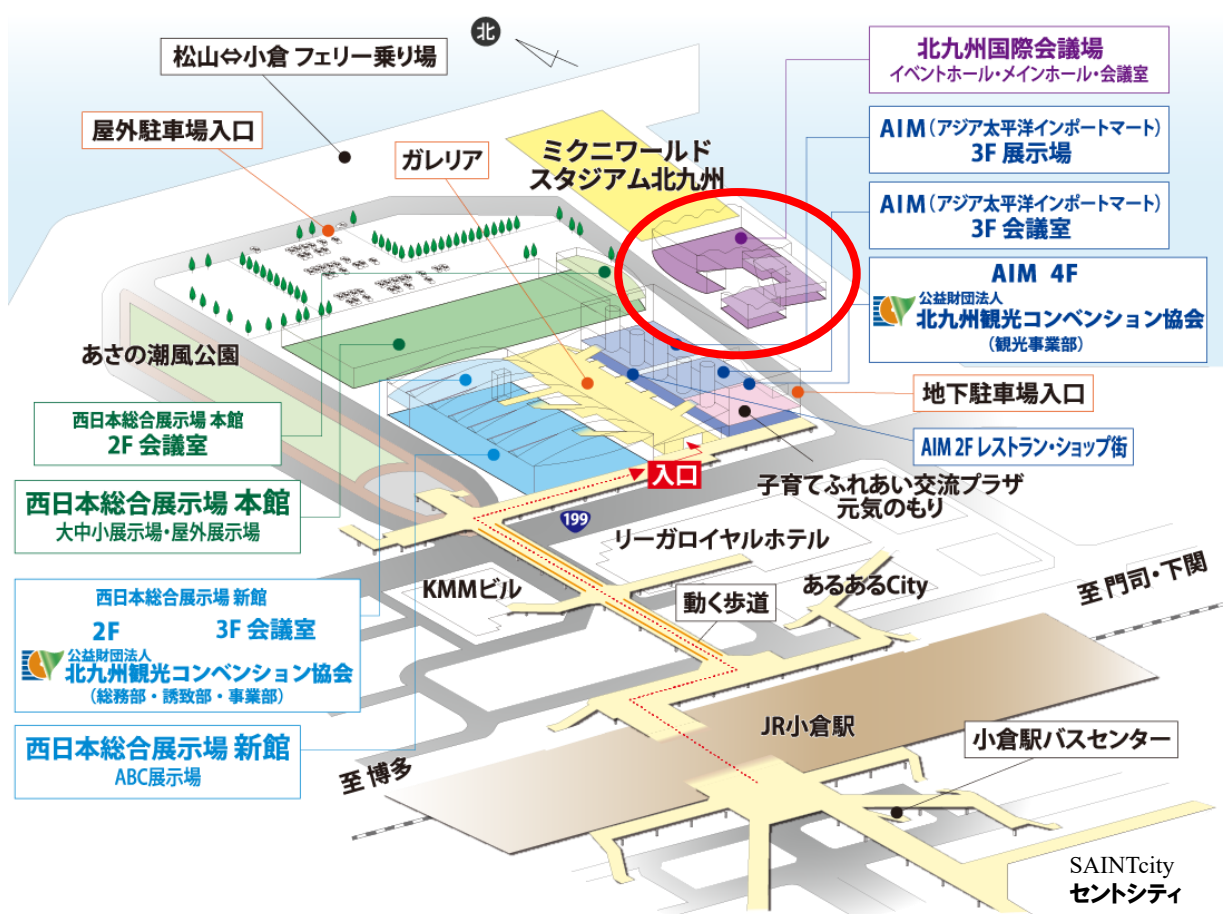 北
松山⇔小倉 フェリー乗り場
屋外駐車場入口
ガレリア
ミクニワールド
スタジアム北九州
北九州国際会議場
イベントホール・メインホール・会議室
AIM(アジア太平洋インポートマート)
3F 展示場
AIM(アジア太平洋インポートマート)
3F 会議室
AIM 4F
公益財団法人
北九州観光コンベンション協会
(観光事業部)
あさの潮風公園
地下駐車場入口
西日本総合展示場 本館
2F 会議室
AIM 2F レストラン・ショップ街
入口
子育てふれあい交流プラザ
元気のもり
西日本総合展示場 本館
大中小展示場・屋外展示場
199
リーガロイヤルホテル
KMMビル
あるあるCity
至 門司・下関
動く歩道
西日本総合展示場 新館
2F 3F 会議室
公益財団法人
北九州観光コンベンション協会
(総務部・誘致部・事業部)
JR小倉駅
小倉駅バスセンター
西日本総合展示場 新館
ABC展示場
至 博多
SAINTcity
セントシティ